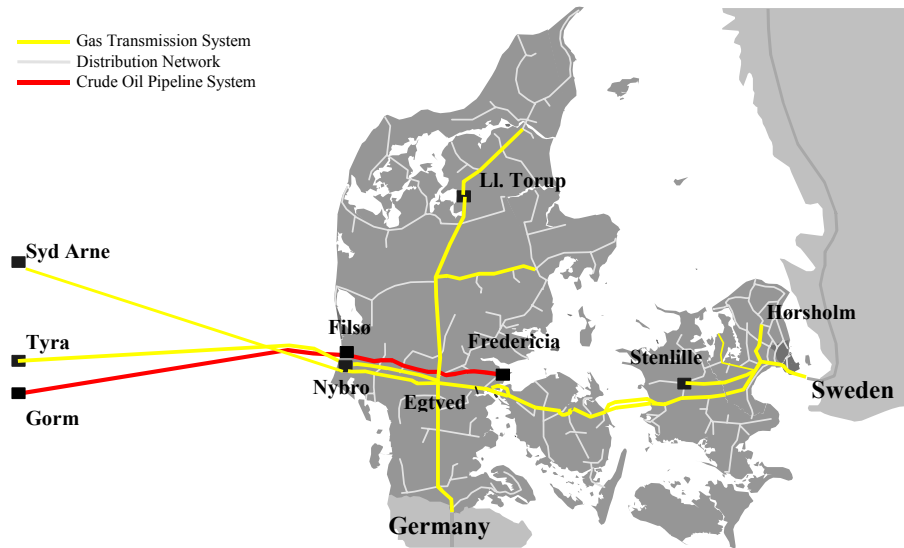 Gas Transmission System
Distribution Network
Crude Oil Pipeline System
Ll. Torup
Syd Arne
Hørsholm
Filsø
Fredericia
Tyra
Stenlille
Nybro
Sweden
Egtved
Gorm
Germany